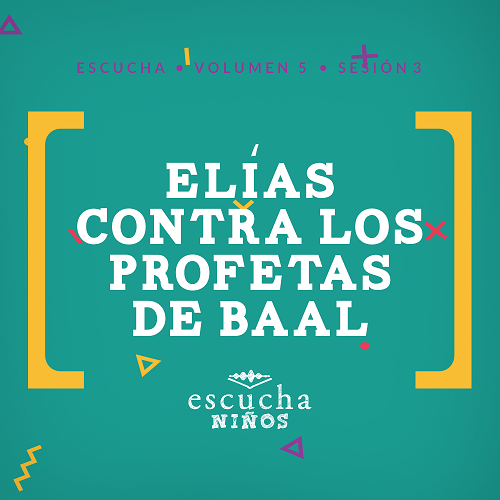 ESCUCHA • VOLUMEN 5 • SESIÓN 3
ELÍAS
CONTRA LOS
PROFETAS
DE BAAL
escucha
NIÑOS